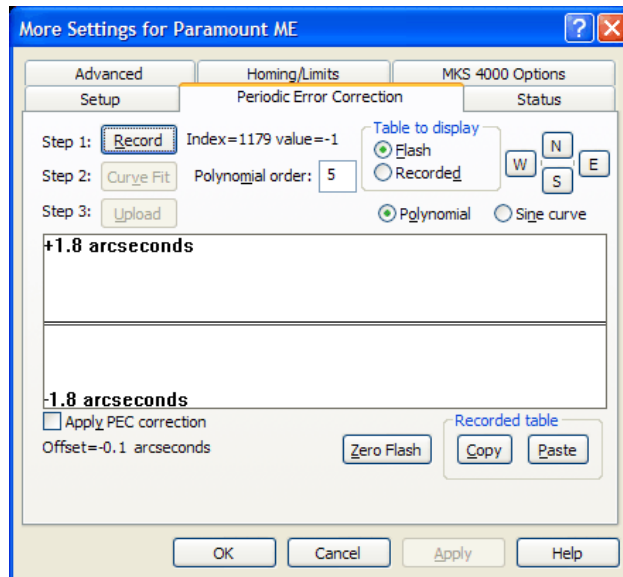 More Settings for Paramount ME
Advanced Homing/Limits MKS 4000 Options
Setup Periodic Error Correction Status
Step 1: Record Index=1179 value=-1
Table to display
Flash
Recorded
N
W E
S
Step 2: Curve Fit Polynomial order: 5
Step 3: Upload Polynomial Sine curve
+1.8 arcseconds
-1.8 arcseconds
Apply PEC correction
Offset=-0.1 arcseconds
Zero Flash
Recorded table
Copy Paste
OK Cancel Apply Help